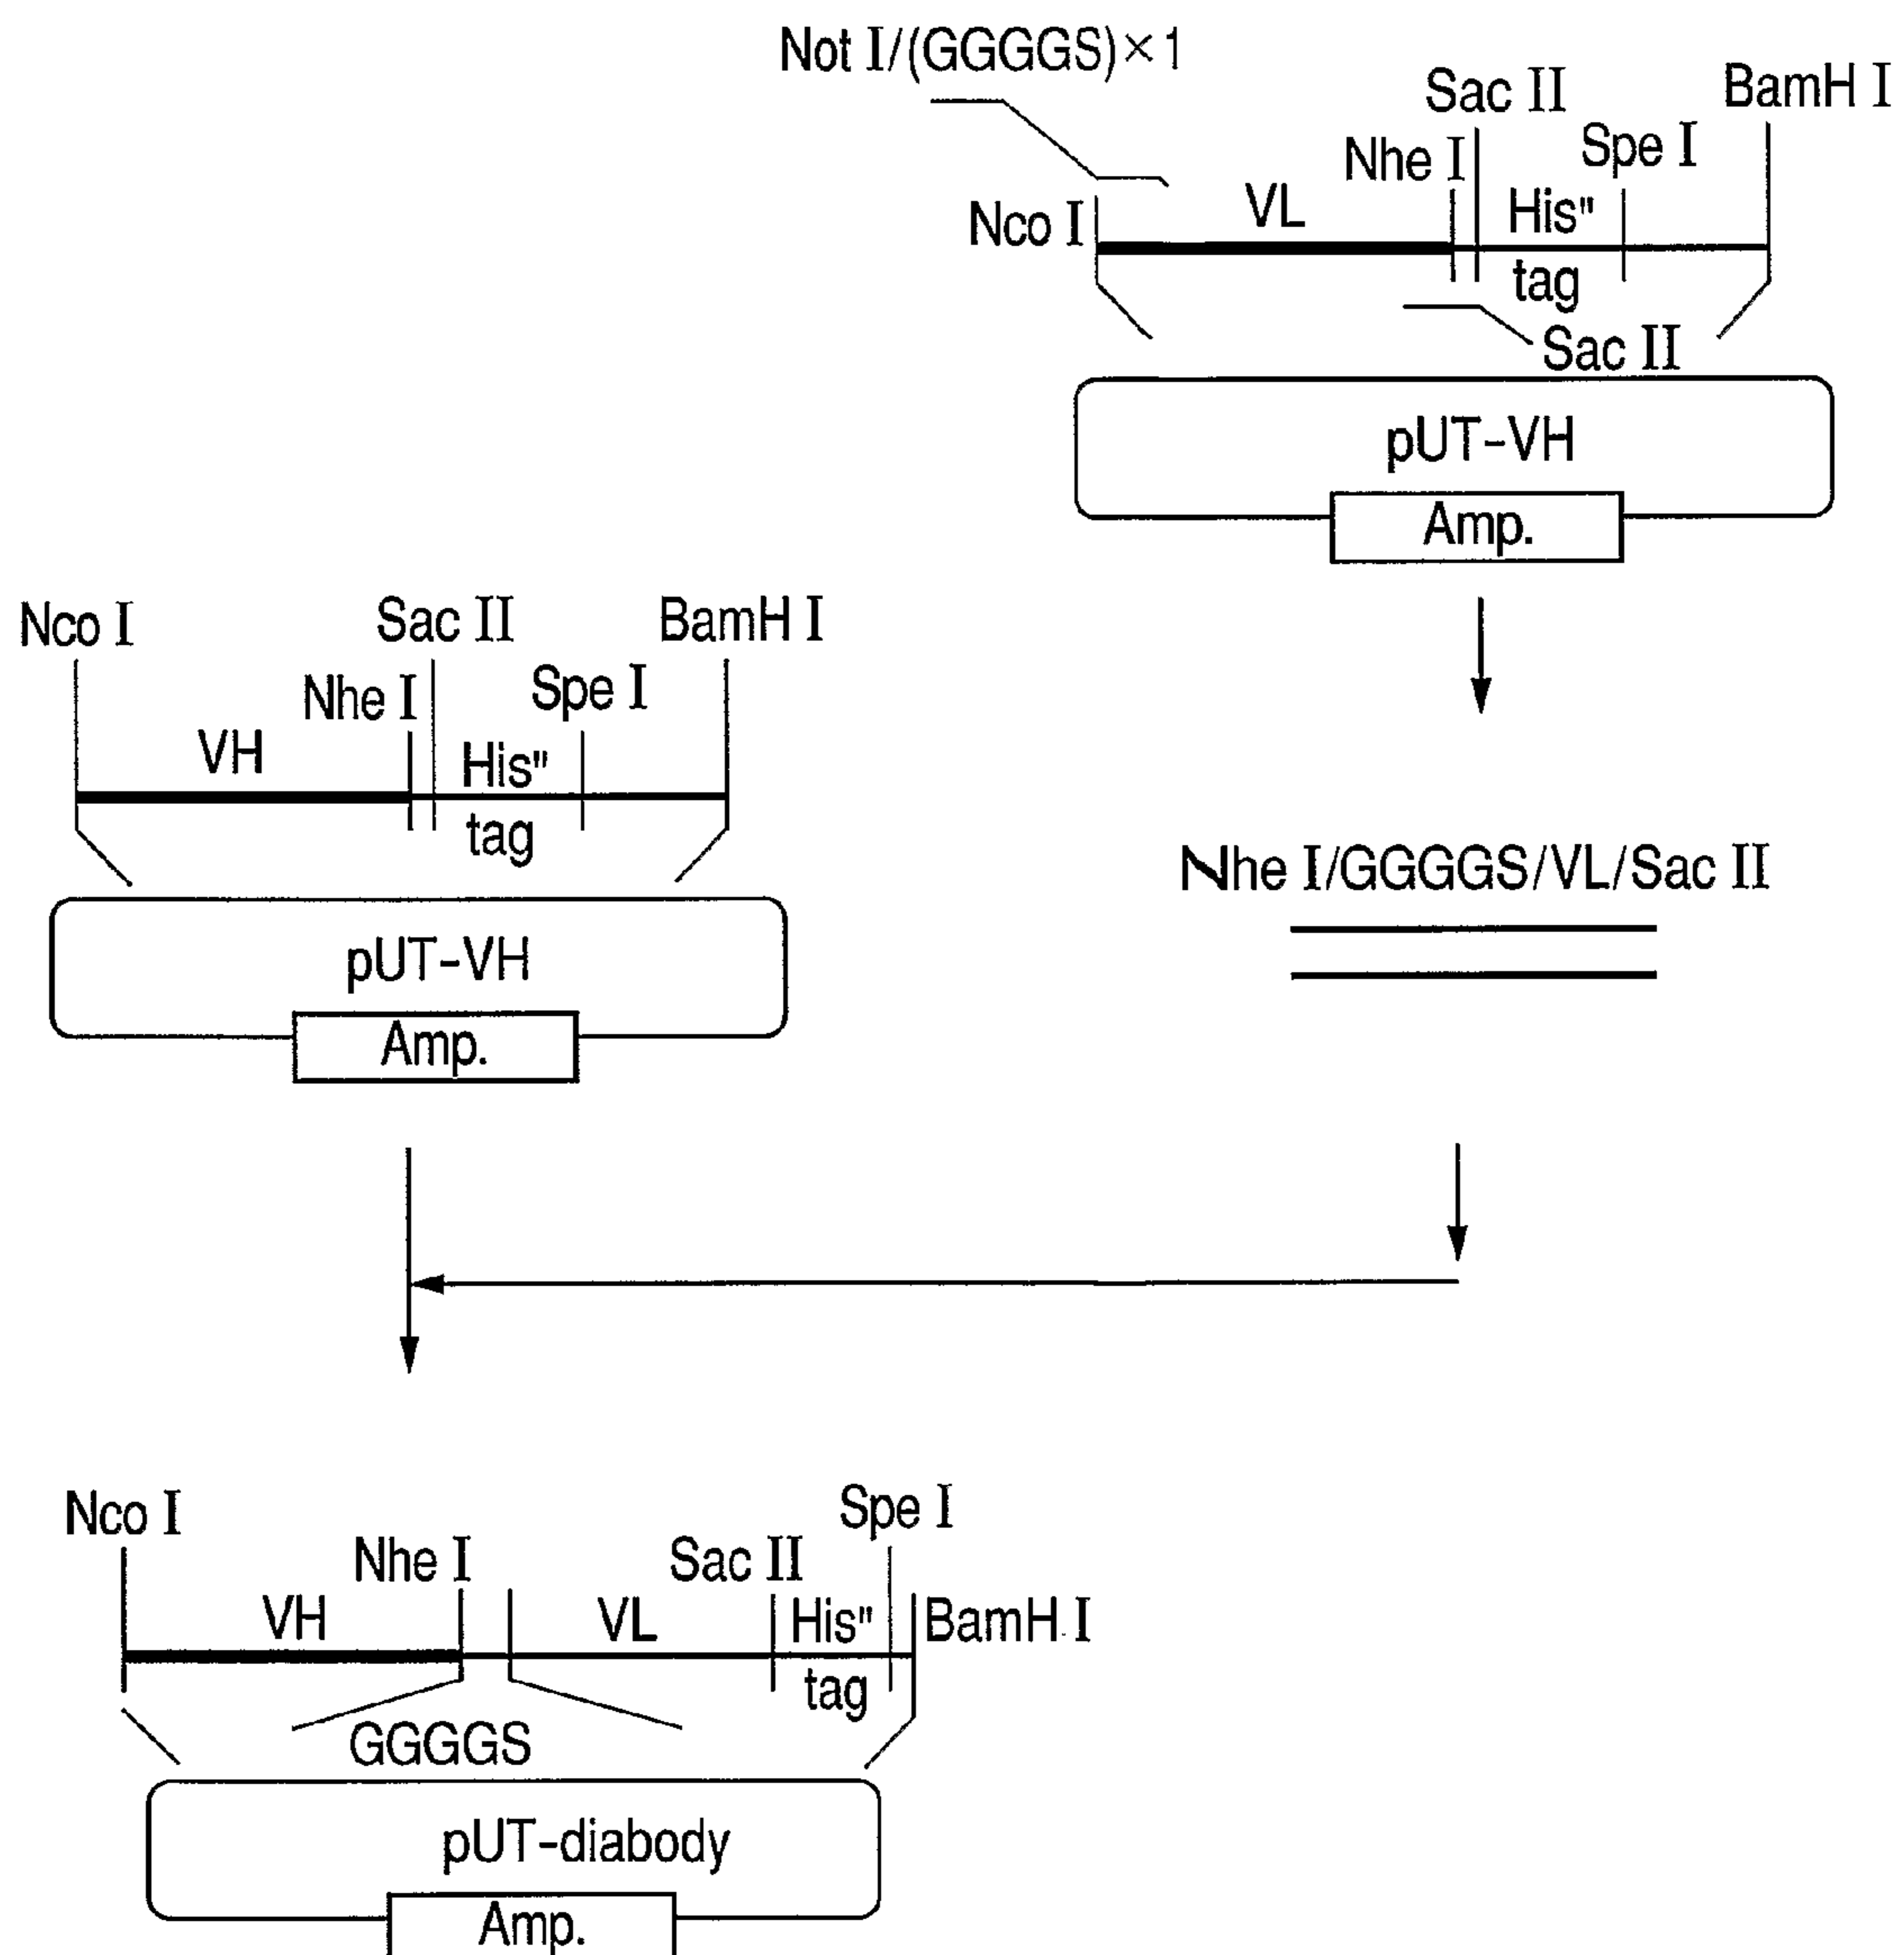 Not I/(GGGGS)×1
Sac II
BamH I
Nhe I
Spe I
Nco I
VL
His"
tag
Sac II
pUT-VH
Amp.
Nco I
Sac II
BamH I
Nhe I
Spe I
VH
His"
tag
pUT-VH
Amp.
Nhe I/GGGGS/VL/Sac II
Nco I
Spe I
Nhe I
Sac II
VH
VL
His"
BamH I
tag
GGGGS
pUT-diabody
Amp.